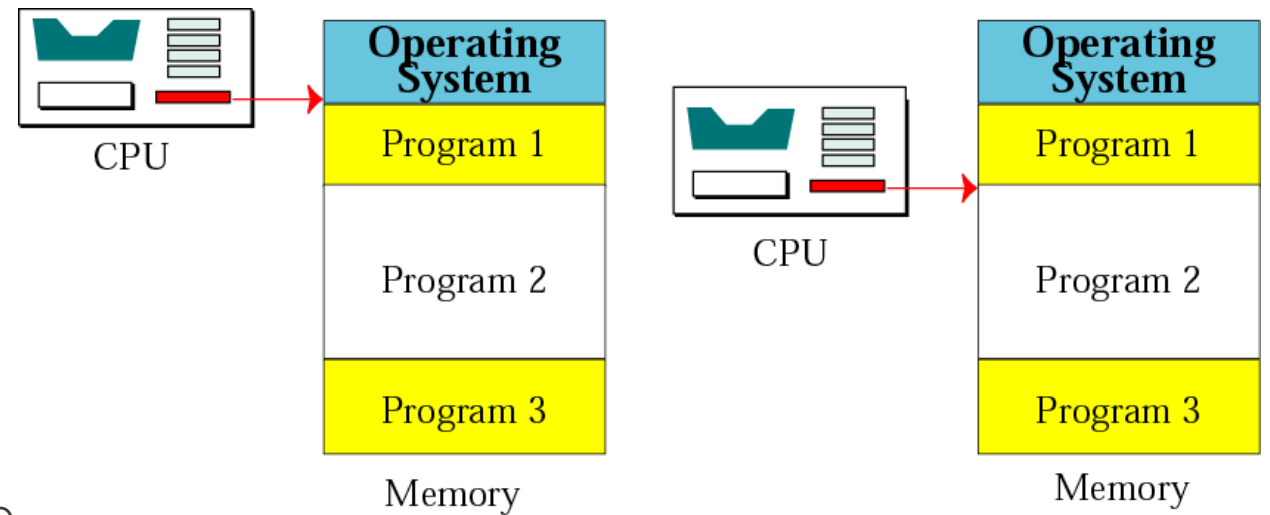 Operating
System
Program 1
CPU
Program 2
Program 3
Memory
Operating
System
Program 1
CPU
Program 2
Program 3
Memory